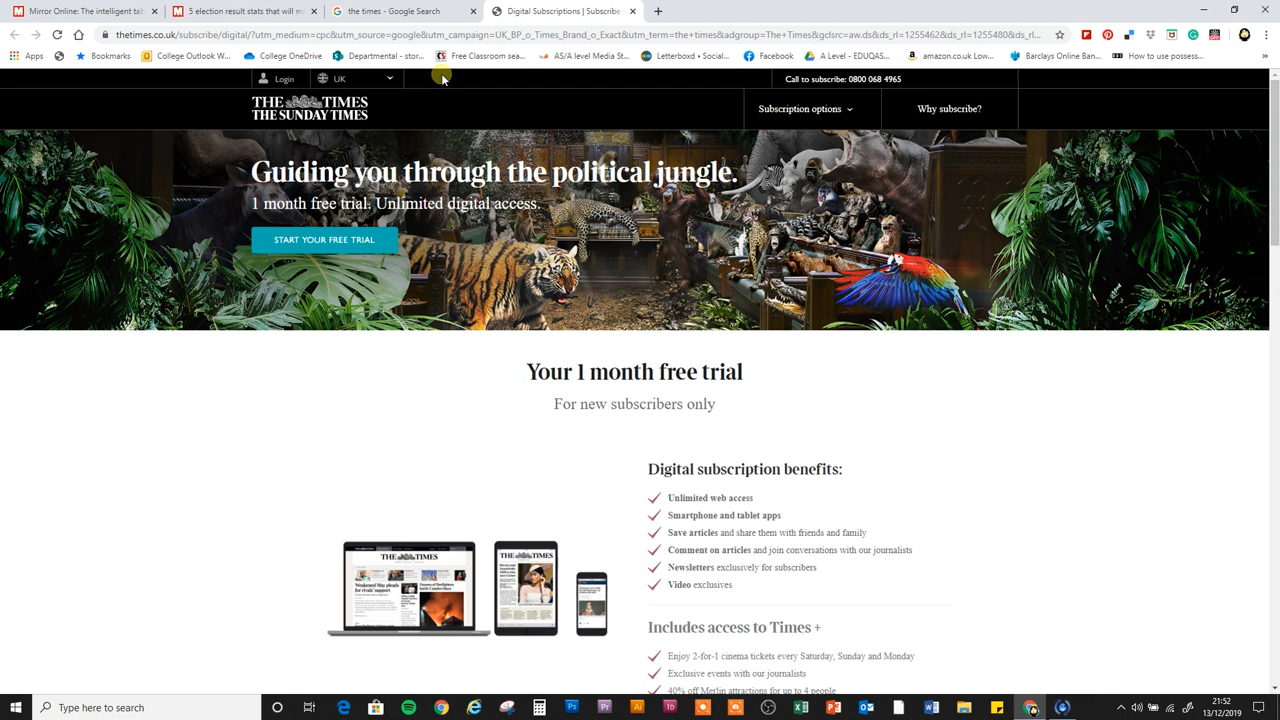 Mirror Online: The intelligent tab
5 election result stats that will m
the times - Google Search
Digital Subscriptions | Subscribe
thetimes.co.uk/subscribe/digital/?utm_medium=cpc&utm_source=google&utm_campaign=UK_BP_o_Times_Brand_o_Exact&utm_term=the+times&adgroup=The+Times&gclsrc=aw.ds&ds_rl=1255462&ds_rl=1255480&ds_rl...
Apps
Bookmarks
College Outlook W...
College OneDrive
Departmental - stor...
Free Classroom sea...
AS/A level Media St...
Letterboxd – Social...
Facebook
A Level - EDUQAS...
amazon.co.uk Low...
Barclays Online Ban...
How to use possess...
Login
UK
Call to subscribe: 0800 068 4965
THE TIMES
THE SUNDAY TIMES
Subscription options
Why subscribe?
Guiding you through the political jungle.
1 month free trial. Unlimited digital access.
START YOUR FREE TRIAL
Your 1 month free trial
For new subscribers only
Digital subscription benefits:
Unlimited web access
Smartphone and tablet apps
Save articles and share them with friends and family
Comment on articles and join conversations with our journalists
Newsletters exclusively for subscribers
Video exclusives
THE TIMES
THE TIMES
Includes access to Times +
Enjoy 2-for-1 cinema tickets every Saturday, Sunday and Monday
Exclusive events with our journalists
40% off Merlin attractions for up to 4 people
Type here to search
21:52
13/12/2019